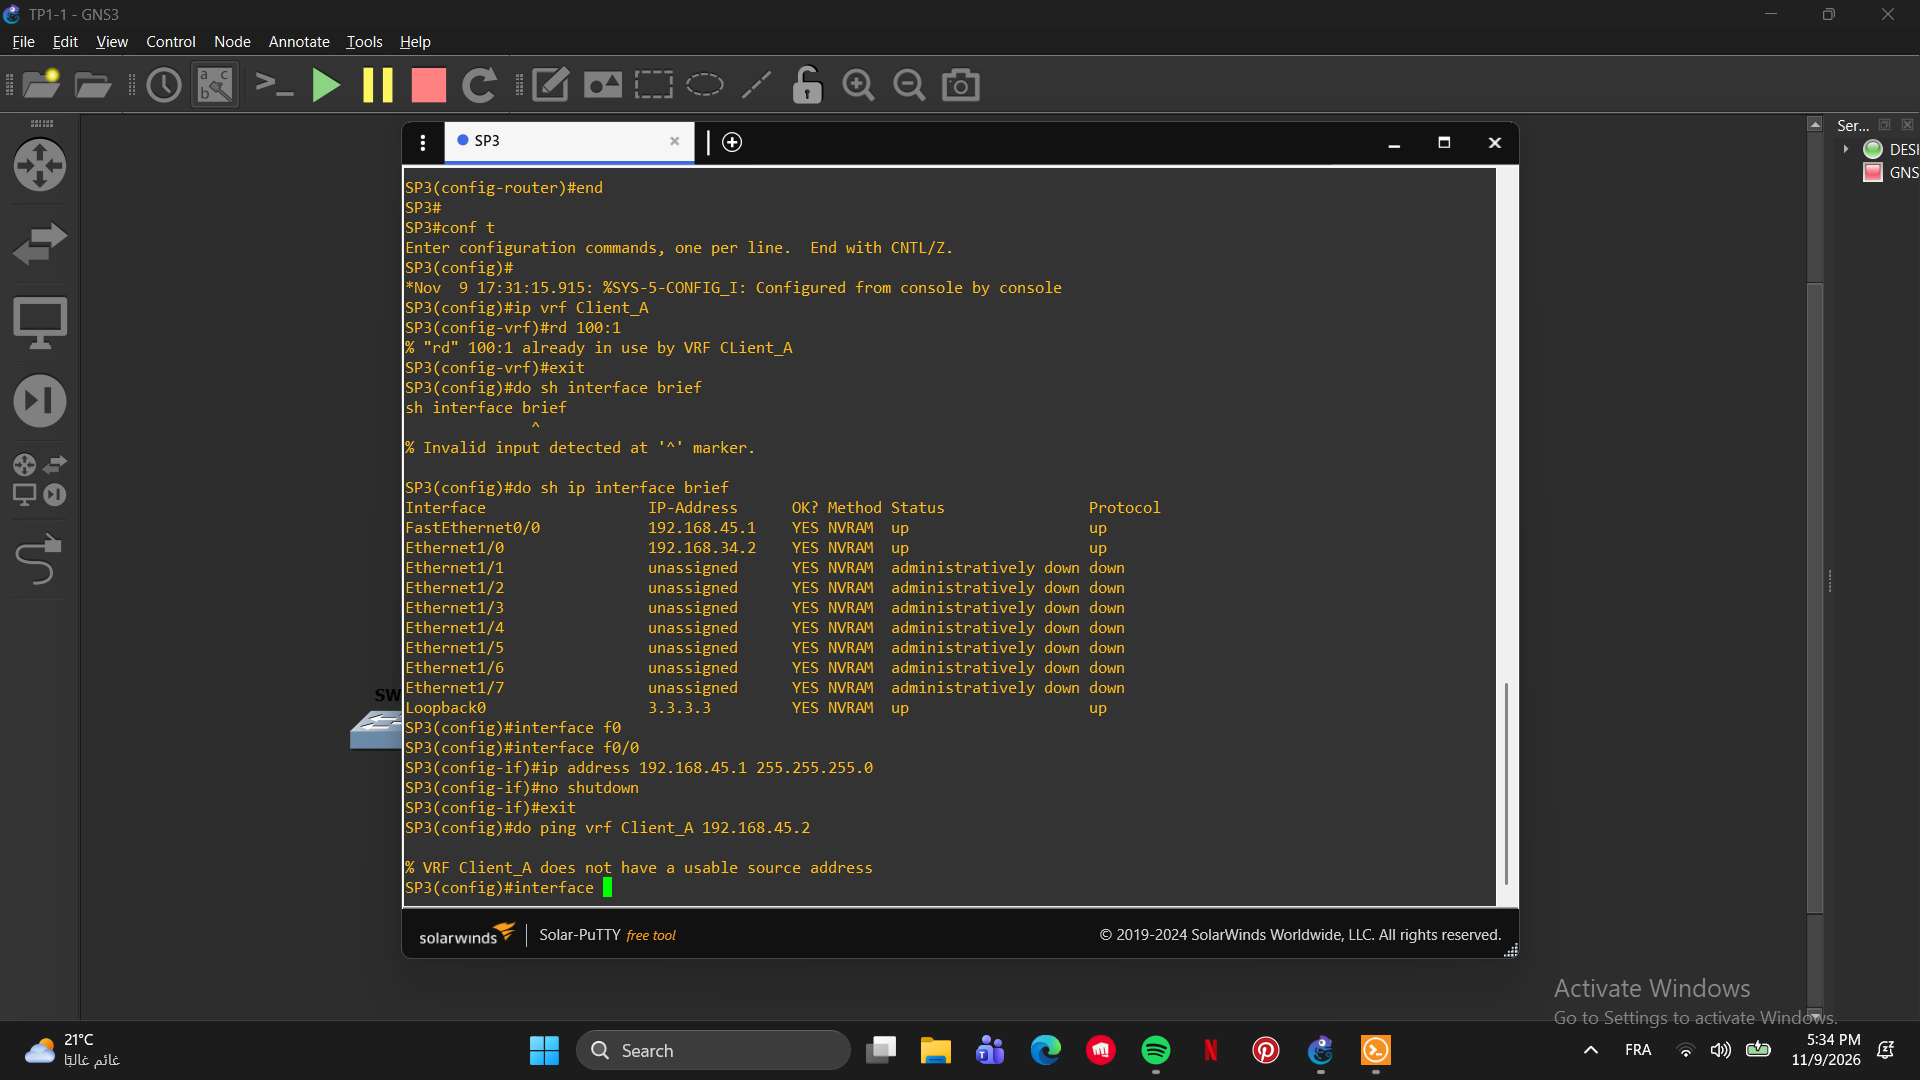 TP1-1 - GNS3
File Edit View Control Node Annotate Tools Help
Ser...
DESI
GNS
SP3
SP3(config-router)#end
SP3#
SP3#conf t
Enter configuration commands, one per line.  End with CNTL/Z.
SP3(config)#
*Nov  9 17:31:15.915: %SYS-5-CONFIG_I: Configured from console by console
SP3(config)#ip vrf Client_A
SP3(config-vrf)#rd 100:1
% "rd" 100:1 already in use by VRF CLient_A
SP3(config-vrf)#exit
SP3(config)#do sh interface brief
sh interface brief
^
% Invalid input detected at '^' marker.
SP3(config)#do sh ip interface brief
Interface                  IP-Address      OK? Method Status                Protocol
FastEthernet0/0            192.168.45.1    YES NVRAM  up                    up
Ethernet1/0                192.168.34.2    YES NVRAM  up                    up
Ethernet1/1                unassigned      YES NVRAM  administratively down down
Ethernet1/2                unassigned      YES NVRAM  administratively down down
Ethernet1/3                unassigned      YES NVRAM  administratively down down
Ethernet1/4                unassigned      YES NVRAM  administratively down down
Ethernet1/5                unassigned      YES NVRAM  administratively down down
Ethernet1/6                unassigned      YES NVRAM  administratively down down
Ethernet1/7                unassigned      YES NVRAM  administratively down down
Loopback0                  3.3.3.3         YES NVRAM  up                    up
SP3(config)#interface f0
SP3(config)#interface f0/0
SP3(config-if)#ip address 192.168.45.1 255.255.255.0
SP3(config-if)#no shutdown
SP3(config-if)#exit
SP3(config)#do ping vrf Client_A 192.168.45.2
% VRF Client_A does not have a usable source address
SP3(config)#interface
SW
solarwinds Solar-PuTTY free tool © 2019-2024 SolarWinds Worldwide, LLC. All rights reserved.
Activate Windows
Go to Settings to activate Windows.
21°C
غائم غالبًا
Search
FRA
5:34 PM
11/9/2026